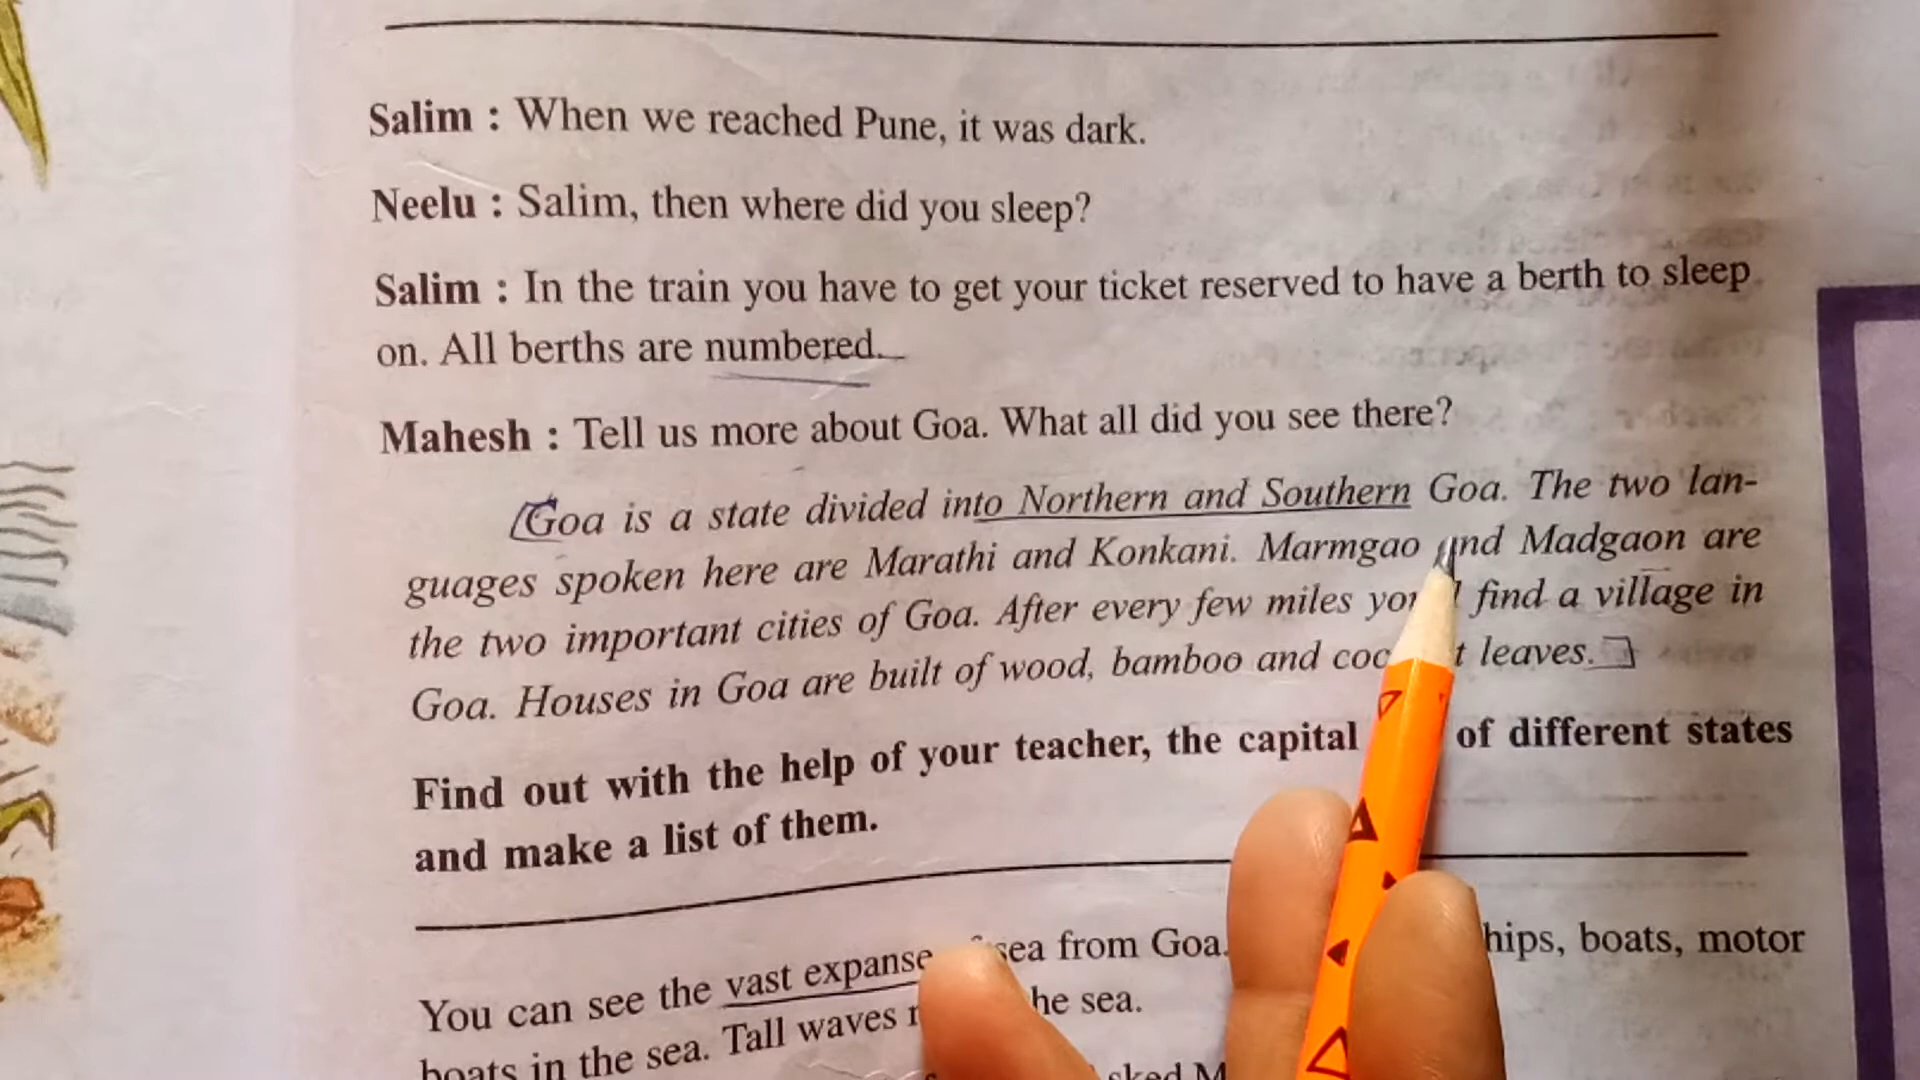 Salim : When we reached Pune, it was dark.
Neelu : Salim, then where did you sleep?
Salim : In the train you have to get your ticket reserved to have a berth to sleep
on. All berths are numbered.
Mahesh : Tell us more about Goa. What all did you see there?
Goa is a state divided into Northern and Southern Goa. The two lan-
guages spoken here are Marathi and Konkani. Marmgao and Madgaon are
the two important cities of Goa. After every few miles find a village in
Goa. Houses in Goa are built of wood, bamboo and leaves.
Find out with the help of your teacher, the capital of different states
and make a list of them.
You can see the vast expanse sea from Goa. boats, motor
boats in the sea. Tall waves the sea.